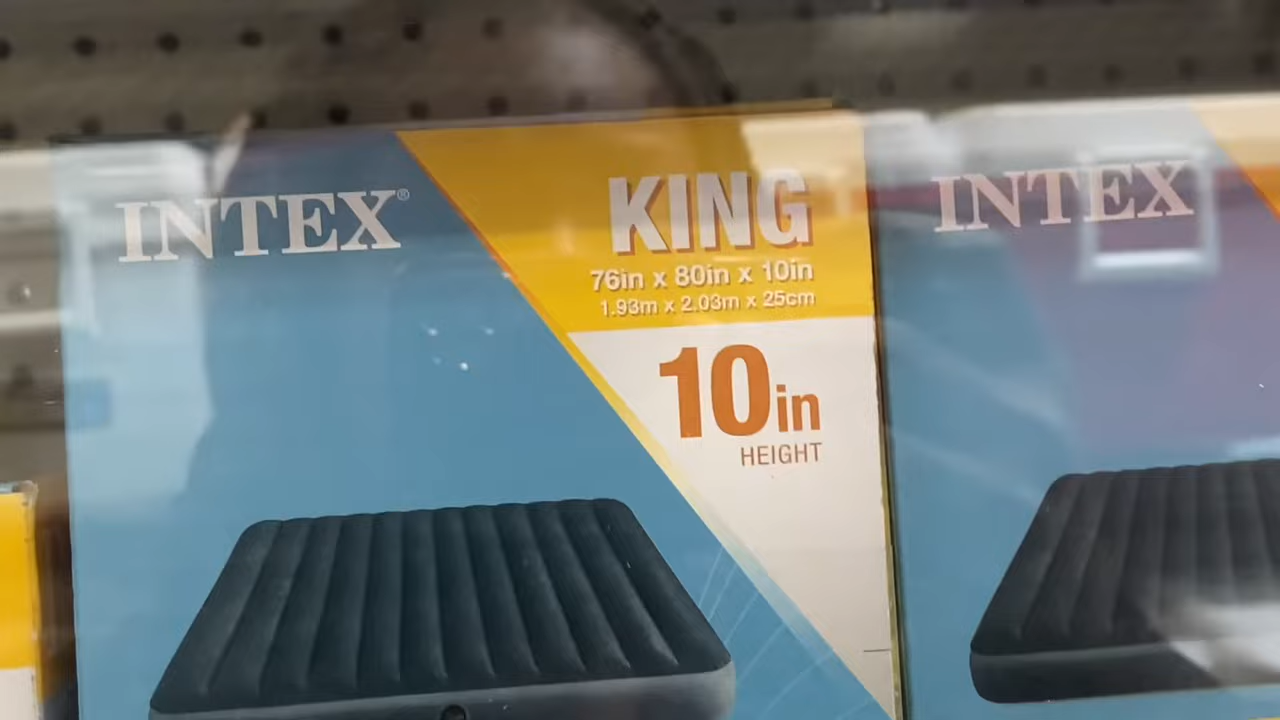 INTEX®
KING
76in x 80in x 10in
1.93m x 2.03m x 25cm
10in
HEIGHT
INTEX